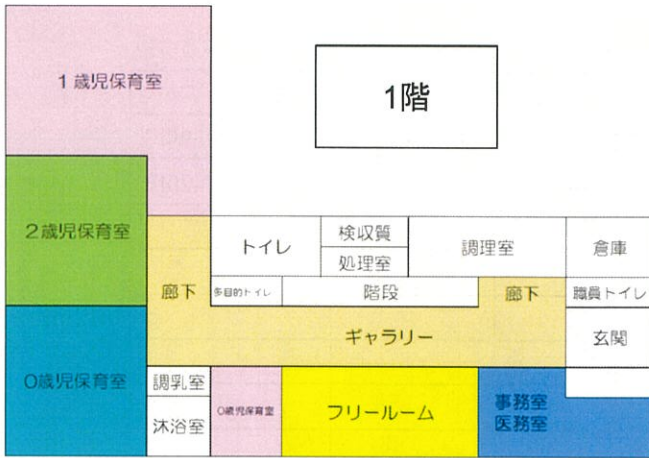 1歳児保育室
1階
2歳児保育室
トイレ
検収質
処理室
調理室
倉庫
廊下
多目的トイレ
階段
廊下
職員トイレ
ギャラリー
玄関
0歳児保育室
調乳室
沐浴室
0歳児保育室
フリールーム
事務室
医務室